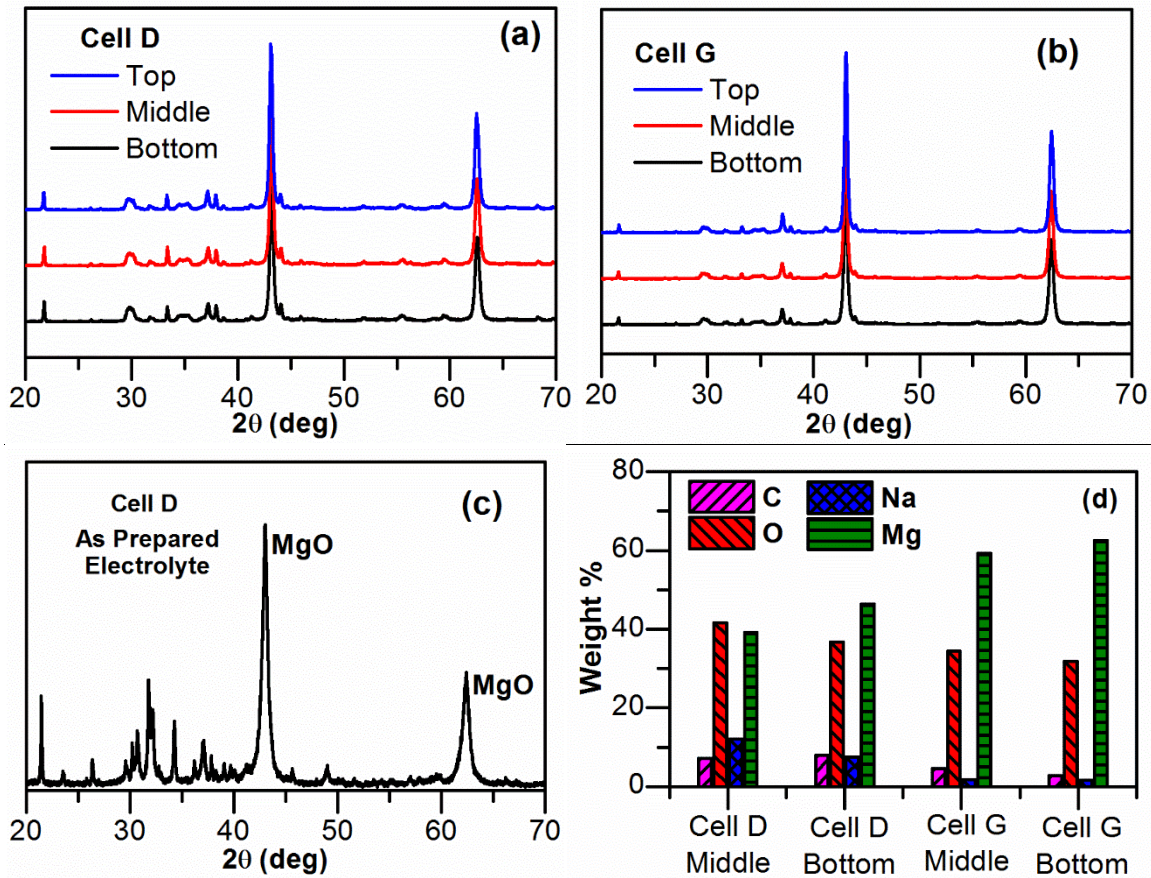 Cell D
(a)
Top
Middle
Bottom
20 30 40 50 60 70
2θ (deg)
Cell G
(b)
Top
Middle
Bottom
20 30 40 50 60 70
2θ (deg)
Cell D
As Prepared
Electrolyte
(c)
MgO
MgO
20 30 40 50 60 70
2θ (deg)
(d)
C Na
O Mg
80
60
40
20
0
Weight %
Cell D Cell D Cell G Cell G
Middle Bottom Middle Bottom